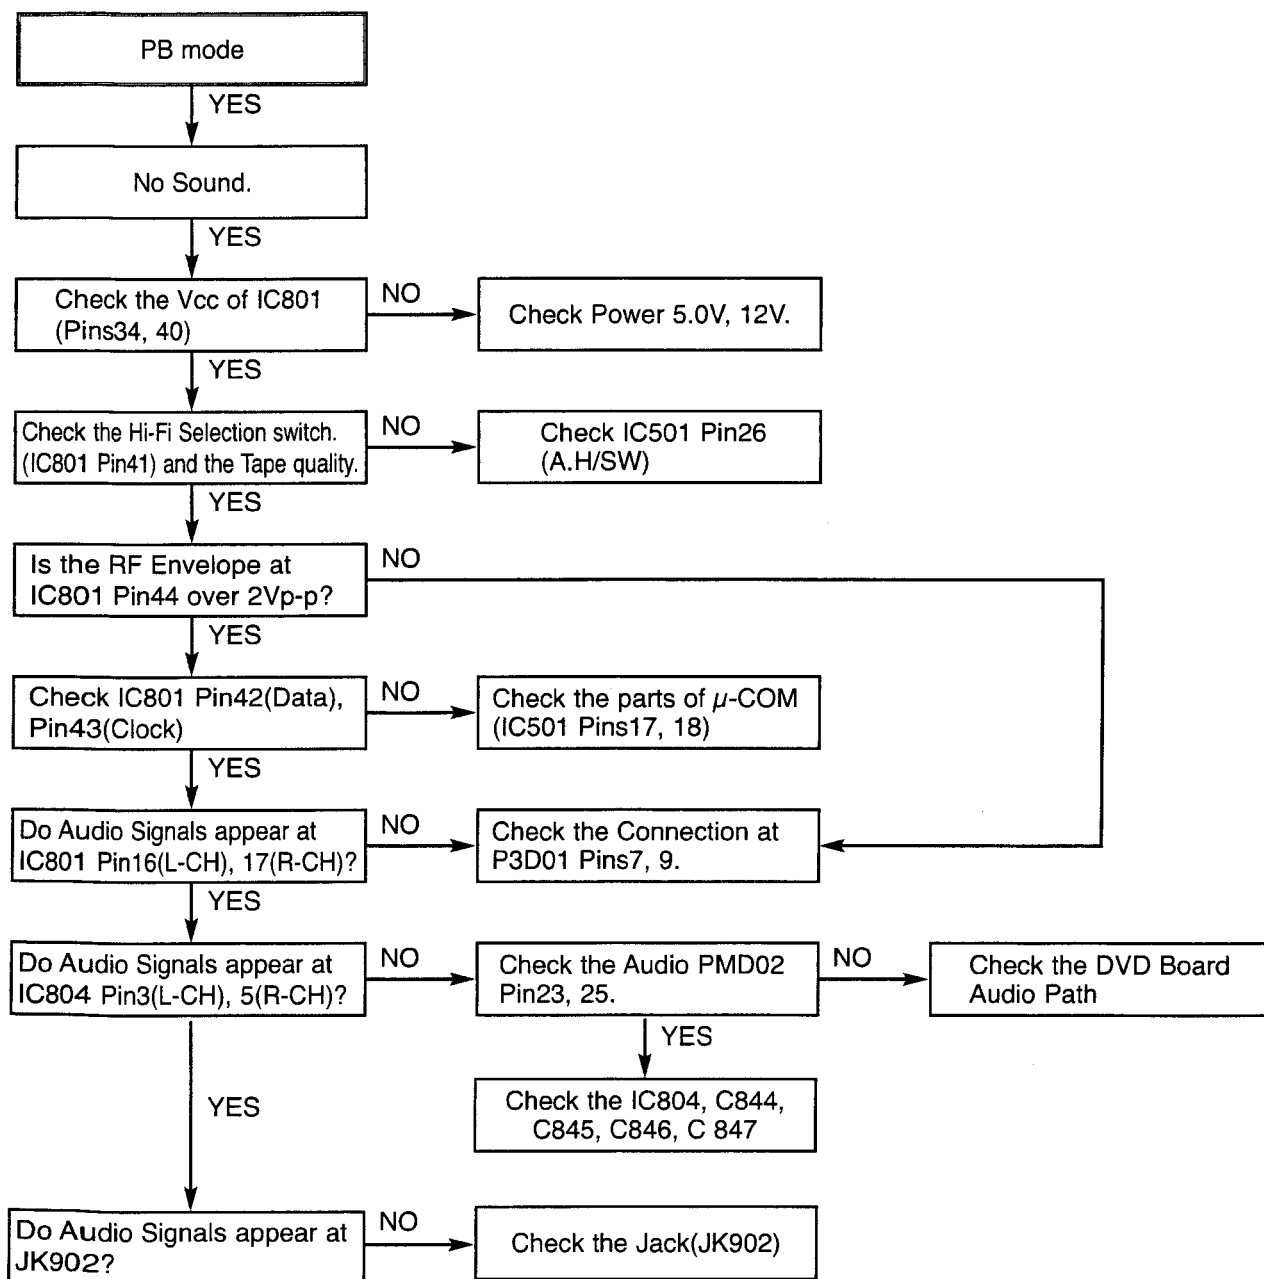 PB mode
YES
No Sound.
YES
Check the Vcc of IC801
(Pins34, 40)
NO
Check Power 5.0V, 12V.
YES
Check the Hi-Fi Selection switch.
(IC801 Pin41) and the Tape quality.
NO
Check IC501 Pin26
(A.H/SW)
YES
Is the RF Envelope at
IC801 Pin44 over 2Vp-p?
NO
YES
Check IC801 Pin42(Data),
Pin43(Clock)
NO
Check the parts of μ-COM
(IC501 Pins17, 18)
YES
Do Audio Signals appear at
IC801 Pin16(L-CH), 17(R-CH)?
NO
Check the Connection at
P3D01 Pins7, 9.
YES
Do Audio Signals appear at
IC804 Pin3(L-CH), 5(R-CH)?
NO
Check the Audio PMD02
Pin23, 25.
NO
Check the DVD Board
Audio Path
YES
Check the IC804, C844,
C845, C846, C 847
YES
Do Audio Signals appear at
JK902?
NO
Check the Jack(JK902)